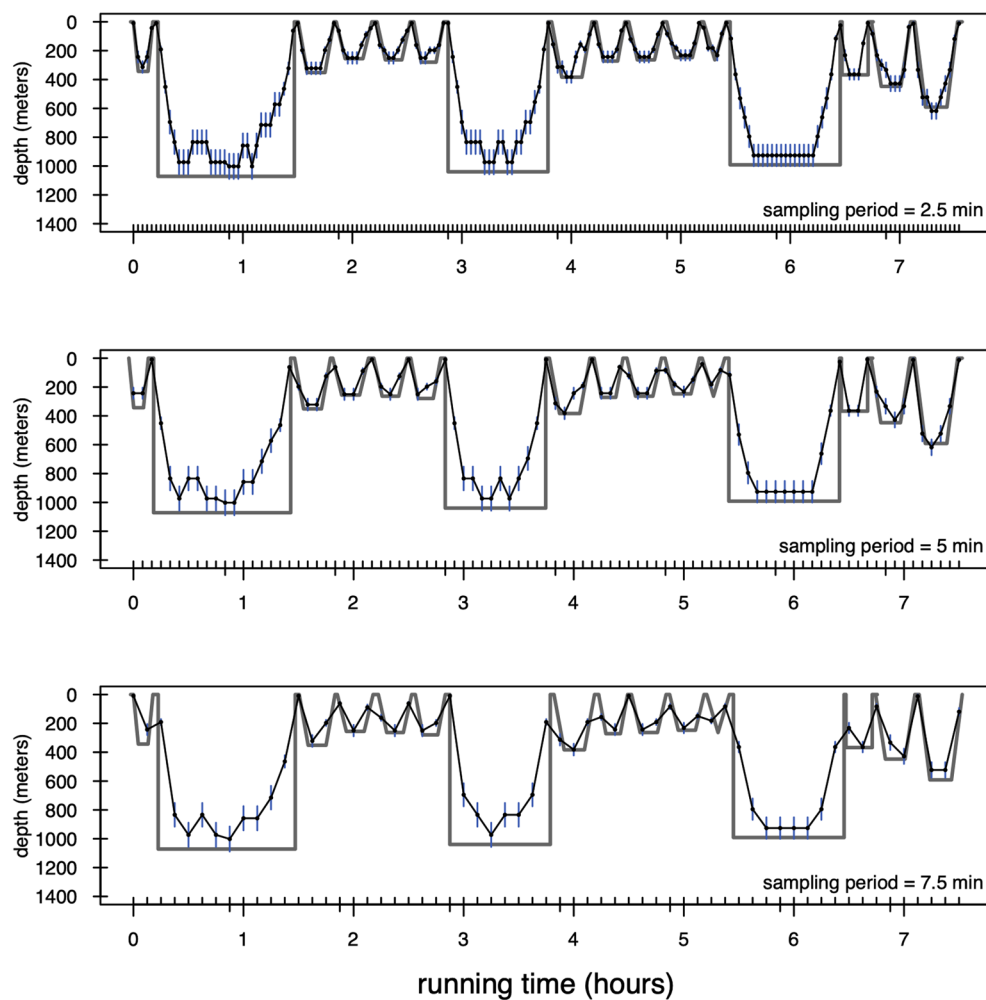 0
200
400
600
800
1000
1200
1400
depth (meters)
sampling period = 2.5 min
0 1 2 3 4 5 6 7
0
200
400
600
800
1000
1200
1400
depth (meters)
sampling period = 5 min
0 1 2 3 4 5 6 7
0
200
400
600
800
1000
1200
1400
depth (meters)
sampling period = 7.5 min
0 1 2 3 4 5 6 7
running time (hours)